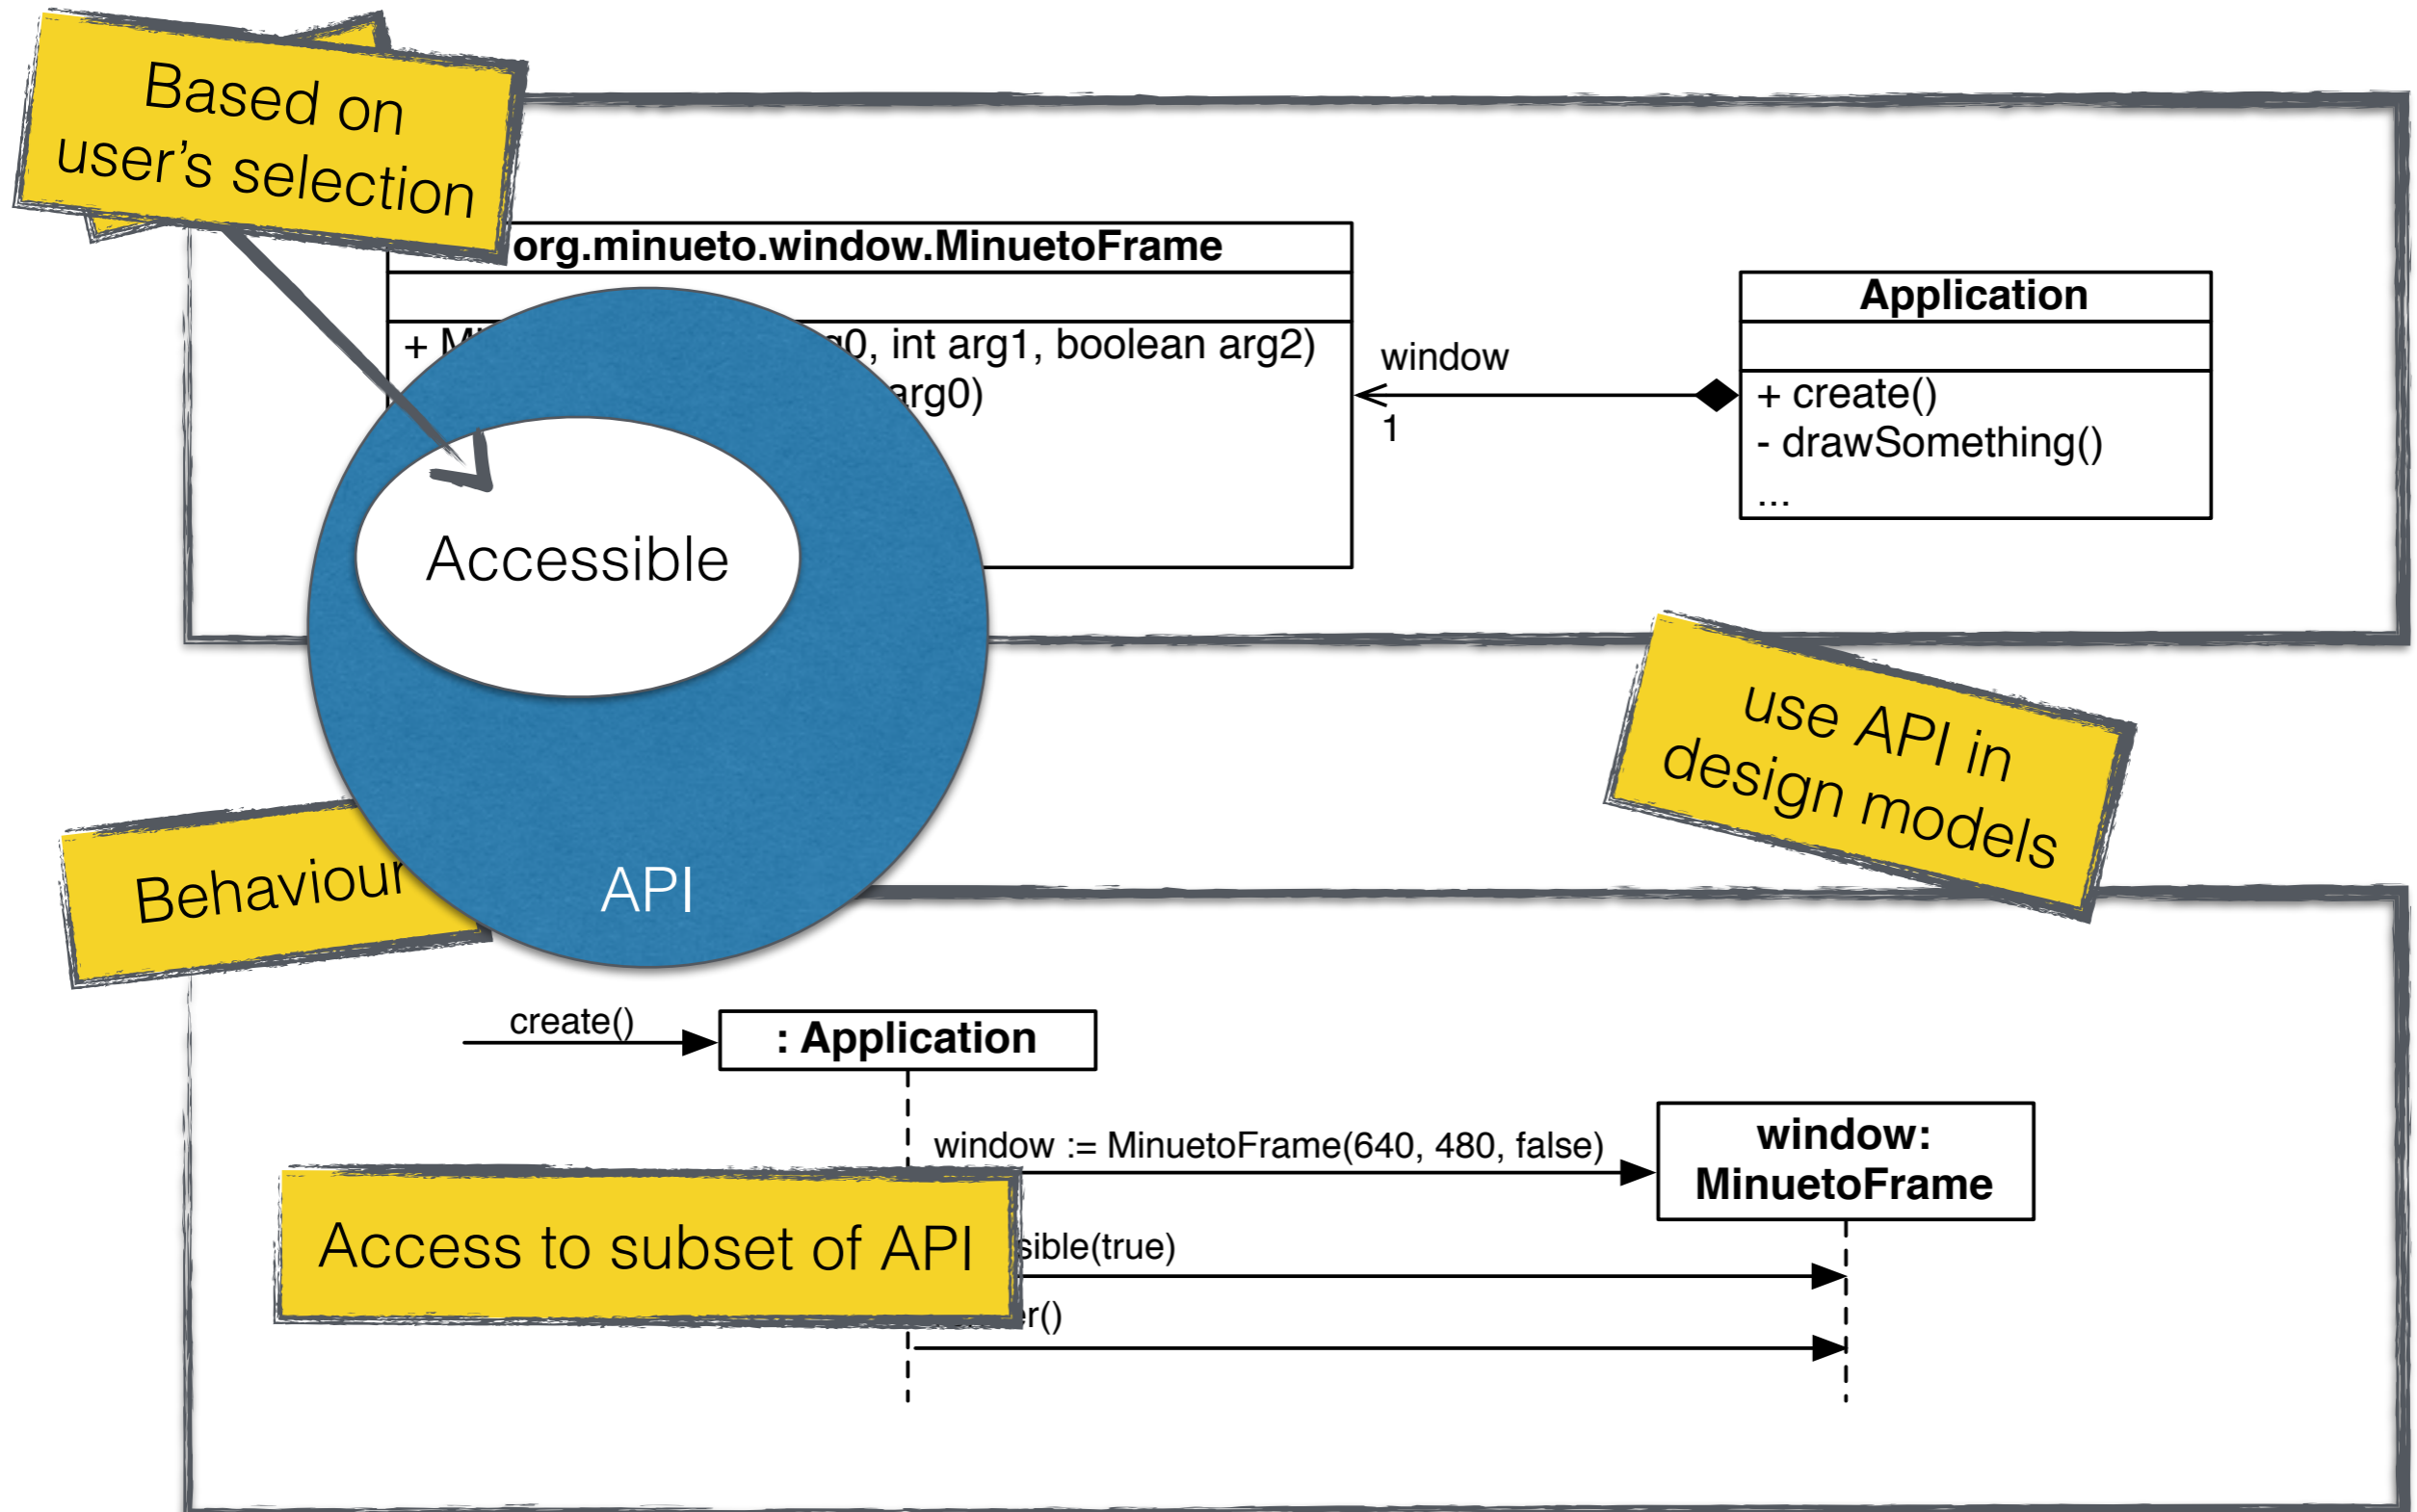 Based on
user's selection
org.minueto.window.MinuetoFrame
+ M
g0, int arg1, boolean arg2)
arg0)
window
1
Application
+ create()
- drawSomething()
...
Accessible
API
use API in
design models
Behaviour
create()
: Application
window := MinuetoFrame(640, 480, false)
window:
MinuetoFrame
Access to subset of API
sible(true)
er()